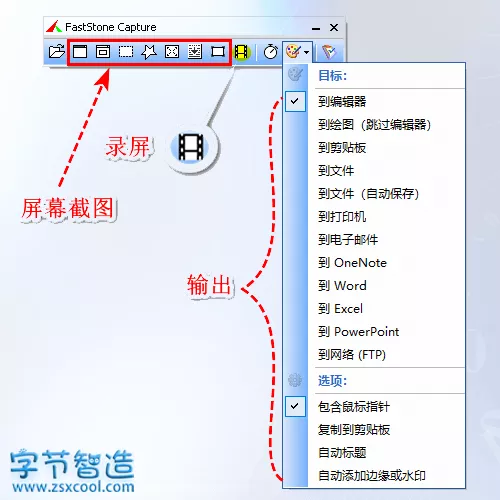 FastStone Capture
目标:
到编辑器
到绘图（跳过编辑器）
到剪贴板
到文件
到文件（自动保存）
到打印机
到电子邮件
到 OneNote
到 Word
到 Excel
到 PowerPoint
到网络 (FTP)
选项:
包含鼠标指针
复制到剪贴板
自动标题
自动添加边缘或水印
录屏
屏幕截图
输出
字节智造
www.zsxcool.com